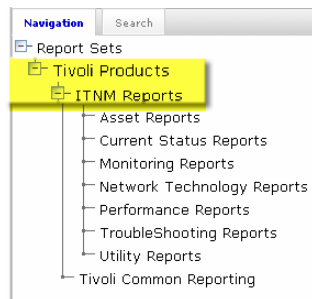 Navigation Search
Report Sets
Tivoli Products
ITNM Reports
Asset Reports
Current Status Reports
Monitoring Reports
Network Technology Reports
Performance Reports
TroubleShooting Reports
Utility Reports
Tivoli Common Reporting